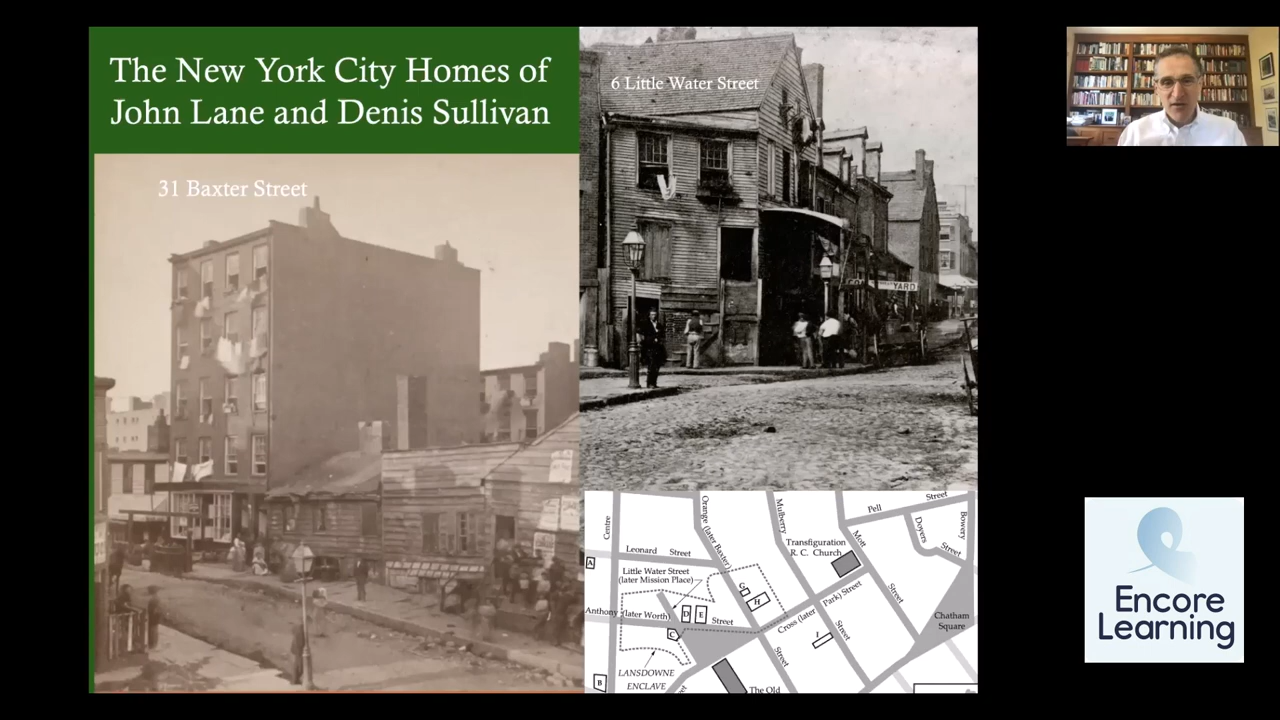 The New York City Homes of
John Lane and Denis Sullivan
31 Baxter Street
6 Little Water Street
YARD
Centre
Orange (later Baxter)
Mulberry
Pell Street
Bowery
Doyers
Street
Mott
Transfiguration
R. C. Church
Leonard Street
A
Little Water Street
(later Mission Place)
G
H
D
E
Anthony (later Worth) Street
Cross (later Park) Street
Street
Chatham
Square
C
Street
J
Street
LANSDOWNE
ENCLAVE
B
The Old
Encore
Learning